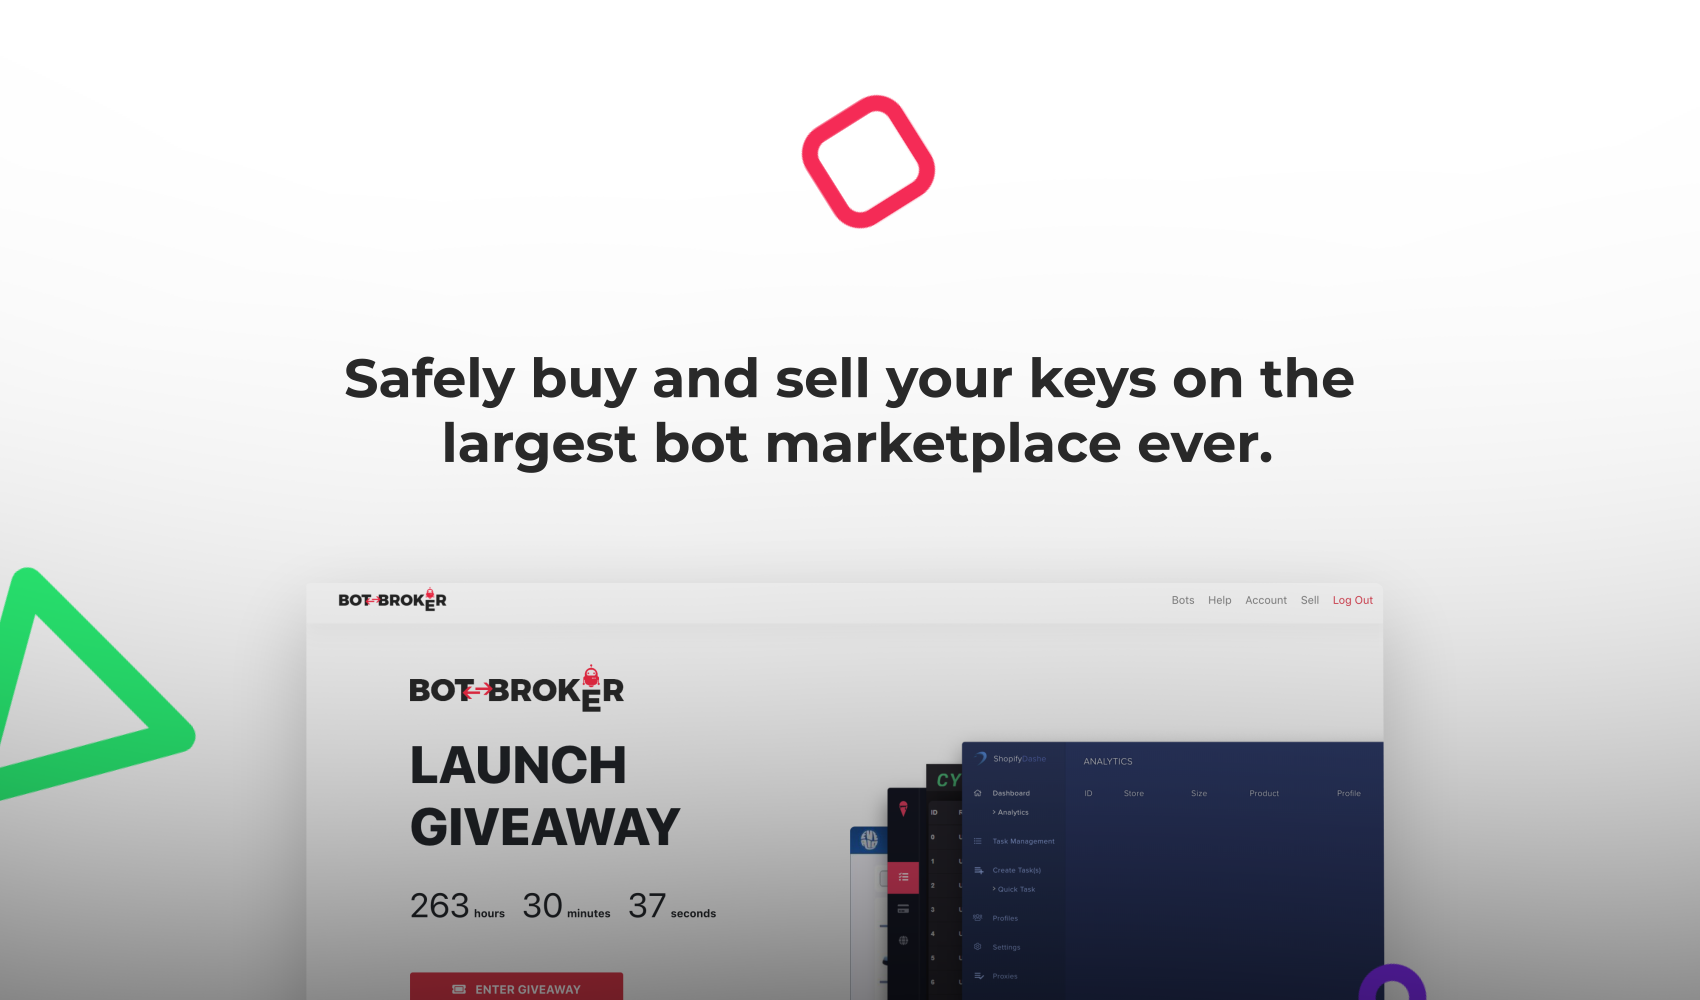 Safely buy and sell your keys on the
largest bot marketplace ever.
BOT BROKER
Bots Help Account Sell Log Out
BOT BROKER
LAUNCH
GIVEAWAY
263 hours 30 minutes 37 seconds
ENTER GIVEAWAY
ShopifyDashe
ANALYTICS
CY
Dashboard
ID Store Size Product Profile
> Analytics
ID
0
Task Management
1
Create Task(s)
2
> Quick Task
3
Profiles
4
Settings
5
Proxies
6